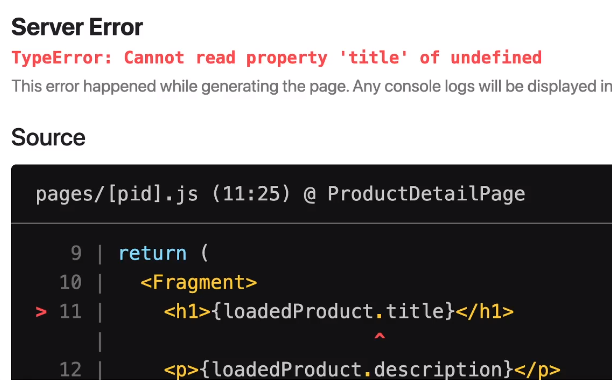 Server Error
TypeError: Cannot read property 'title' of undefined
This error happened while generating the page. Any console logs will be displayed in
Source
pages/[pid].js (11:25) @ ProductDetailPage
9 | return (
10 | <Fragment>
> 11 | <h1>{loadedProduct.title}</h1>
| ^
12 | <p>{loadedProduct.description}</p>